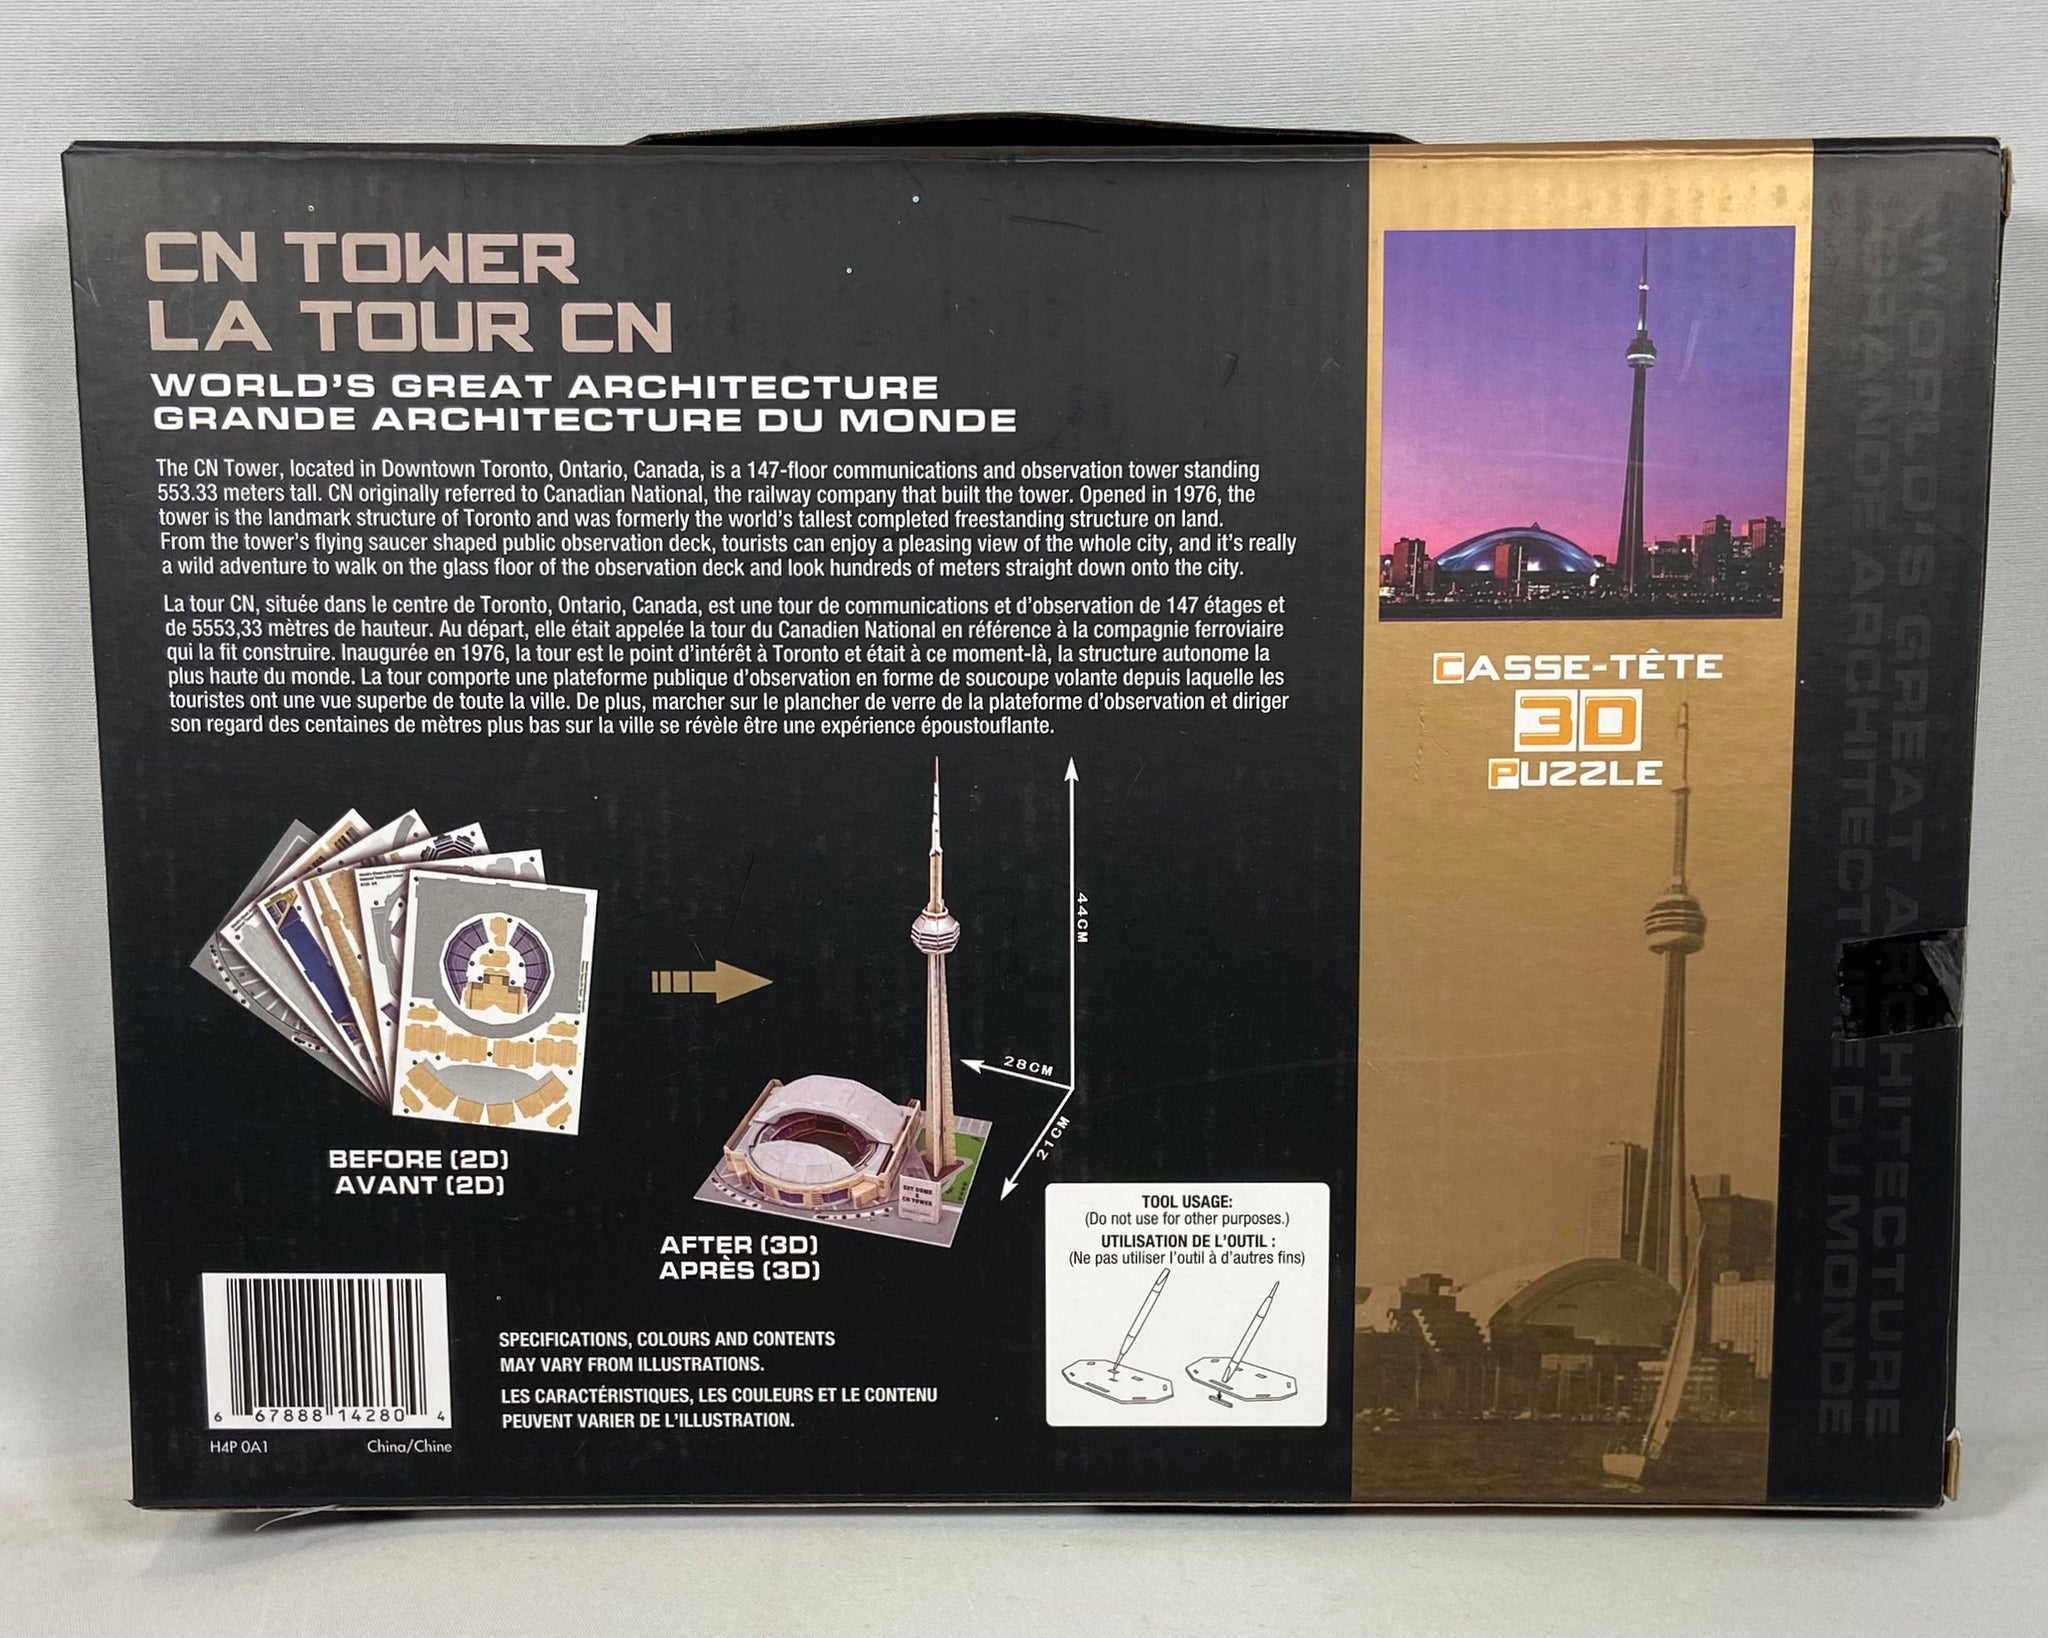 CN TOWER
LA TOUR CN
WORLD'S GREAT ARCHITECTURE
GRANDE ARCHITECTURE DU MONDE
The CN Tower, located in Downtown Toronto, Ontario, Canada, is a 147-floor communications and observation tower standing
553.33 meters tall. CN originally referred to Canadian National, the railway company that built the tower. Opened in 1976, the
tower is the landmark structure of Toronto and was formerly the world's tallest completed freestanding structure on land.
From the tower's flying saucer shaped public observation deck, tourists can enjoy a pleasing view of the whole city, and it's really
a wild adventure to walk on the glass floor of the observation deck and look hundreds of meters straight down onto the city.
La tour CN, située dans le centre de Toronto, Ontario, Canada, est une tour de communications et d'observation de 147 étages et
de 5553,33 mètres de hauteur. Au départ, elle était appelée la tour du Canadien National en référence à la compagnie ferroviaire
qui la fit construire. Inaugurée en 1976, la tour est le point d'intérêt à Toronto et était à ce moment-là, la structure autonome la
plus haute du monde. La tour comporte une plateforme publique d'observation en forme de soucoupe volante depuis laquelle les
touristes ont une vue superbe de toute la ville. De plus, marcher sur le plancher de verre de la plateforme d'observation et diriger
son regard des centaines de mètres plus bas sur la ville se révèle être une expérience époustouflante.
BEFORE (2D)
AVANT (2D)
44CM
28CM
21CM
SKY DOME
&
CN TOWER
AFTER (3D)
APRÈS (3D)
TOOL USAGE:
(Do not use for other purposes.)
UTILISATION DE L'OUTIL :
(Ne pas utiliser l'outil à d'autres fins)
6 67888 14280 4
H4P 0A1 China/Chine
SPECIFICATIONS, COLOURS AND CONTENTS
MAY VARY FROM ILLUSTRATIONS.
LES CARACTÉRISTIQUES, LES COULEURS ET LE CONTENU
PEUVENT VARIER DE L'ILLUSTRATION.
CASSE-TÊTE
3D
PUZZLE
WORLD'S GREAT ARCHITECTURE
GRANDE ARCHITECTURE DU MONDE